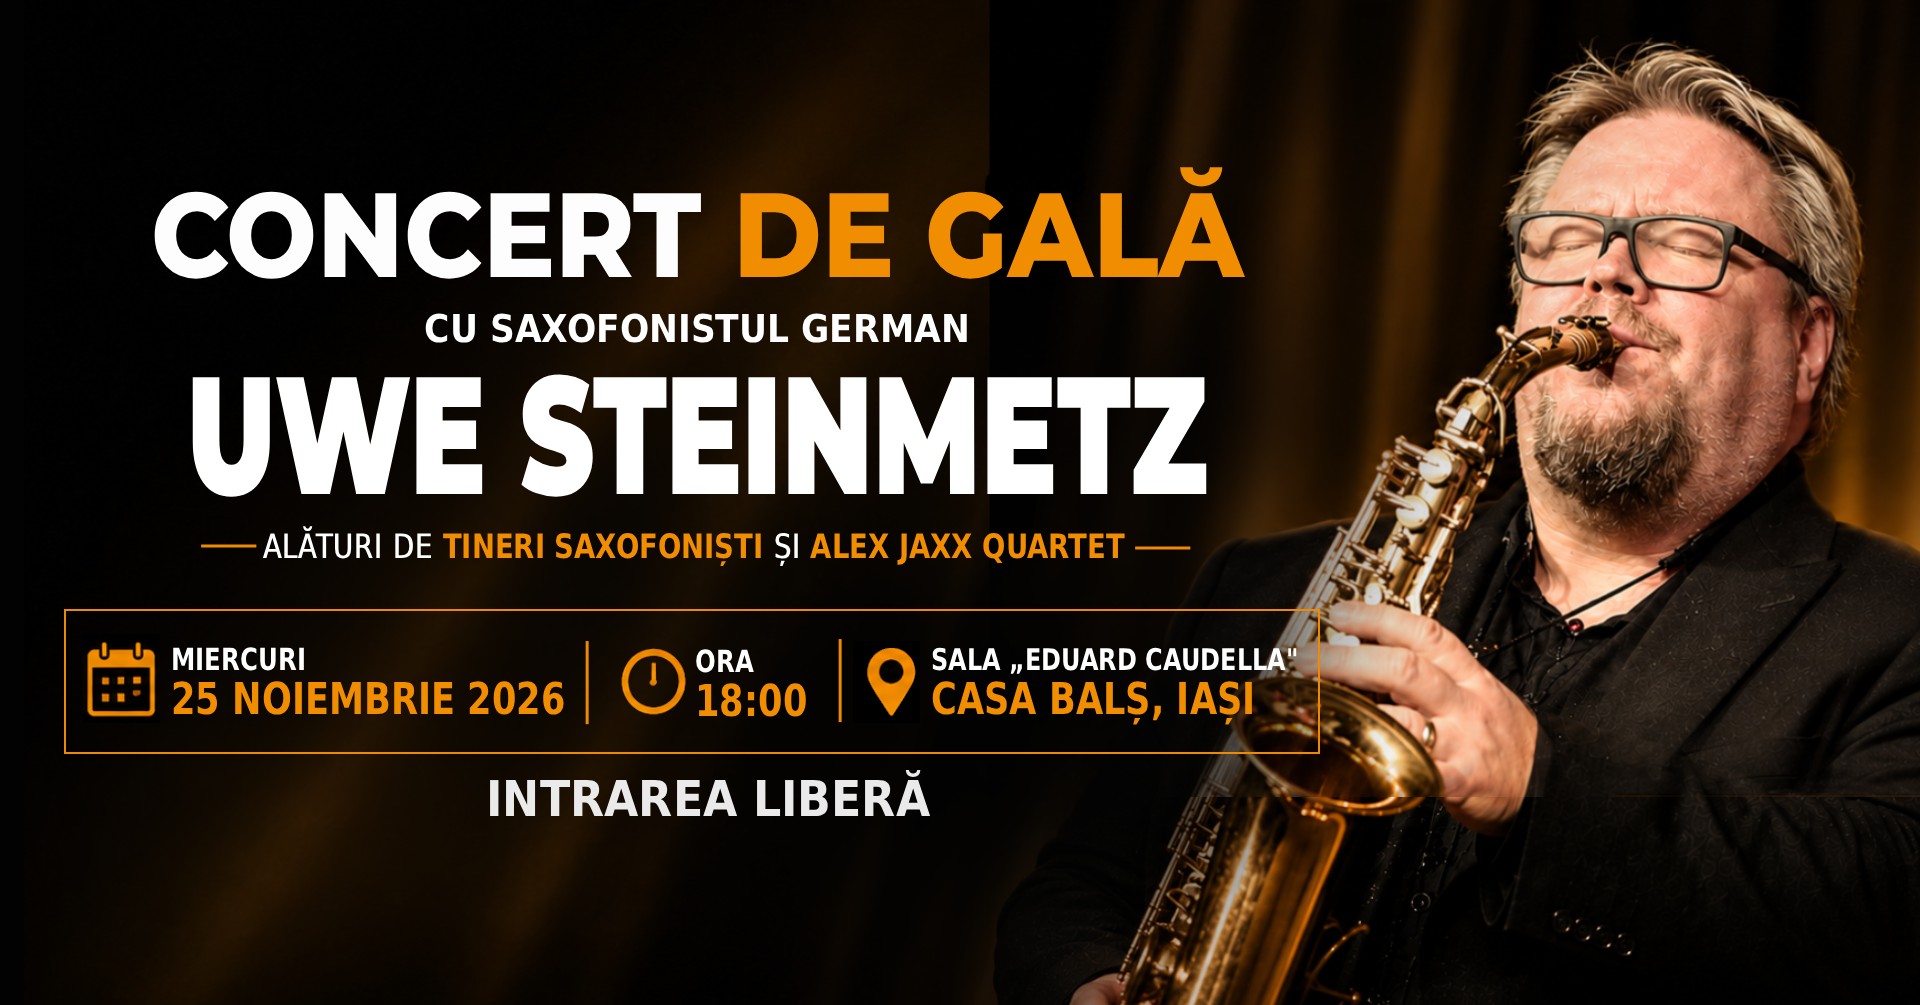 CONCERT DE GALĂ
CU SAXOFONISTUL GERMAN
UWE STEINMETZ
ALĂTURI DE TINERI SAXOFONIȘTI ȘI ALEX JAXX QUARTET
MIERCURI
25 NOIEMBRIE 2026
ORA
18:00
SALA „EDUARD CAUDELLA"
CASA BALȘ, IAȘI
INTRAREA LIBERĂ